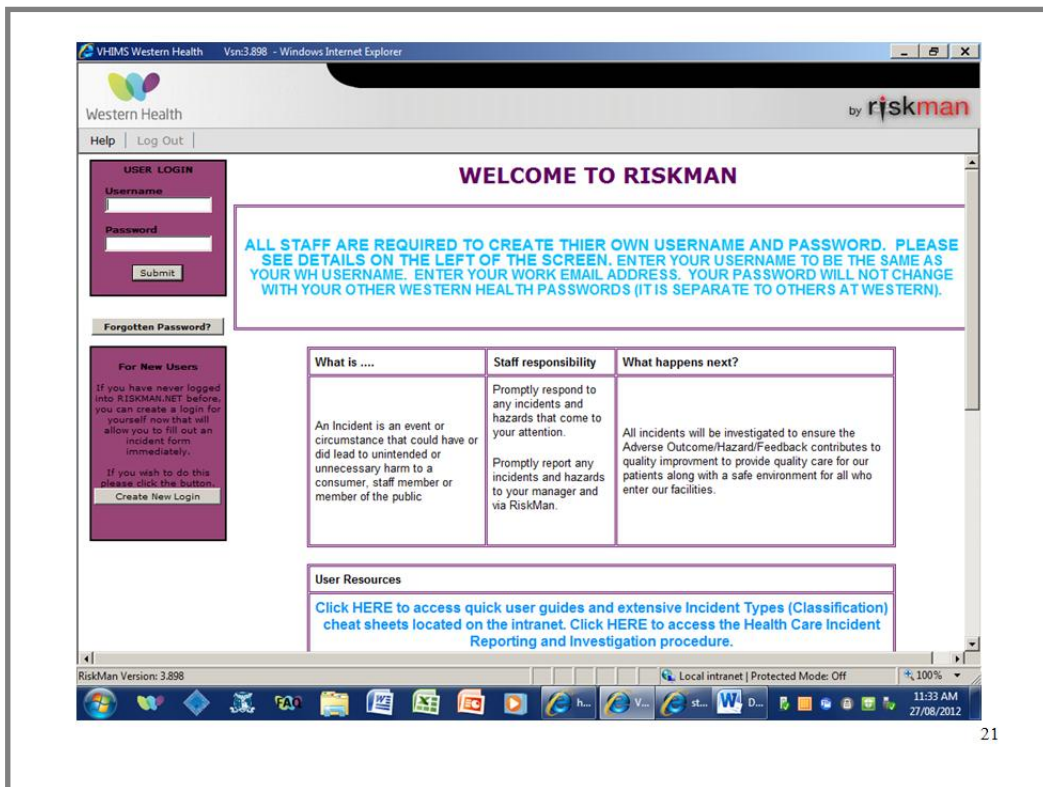 VHIMS Western Health Vsn:3.898 - Windows Internet Explorer
Western Health
by riskman
Help | Log Out |
USER LOGIN
Username
Password
Submit
Forgotten Password?
For New Users
If you have never logged
into RISKMAN.NET before,
you can create a login for
yourself now that will
allow you to fill out an
incident form
immediately.
If you wish to do this
please click the button.
Create New Login
WELCOME TO RISKMAN
ALL STAFF ARE REQUIRED TO CREATE THIER OWN USERNAME AND PASSWORD. PLEASE
SEE DETAILS ON THE LEFT OF THE SCREEN. ENTER YOUR USERNAME TO BE THE SAME AS
YOUR WH USERNAME. ENTER YOUR WORK EMAIL ADDRESS. YOUR PASSWORD WILL NOT CHANGE
WITH YOUR OTHER WESTERN HEALTH PASSWORDS (IT IS SEPARATE TO OTHERS AT WESTERN).
What is ....
An Incident is an event or
circumstance that could have or
did lead to unintended or
unnecessary harm to a
consumer, staff member or
member of the public
Staff responsibility
Promptly respond to
any incidents and
hazards that come to
your attention.
Promptly report any
incidents and hazards
to your manager and
via RiskMan.
What happens next?
All incidents will be investigated to ensure the
Adverse Outcome/Hazard/Feedback contributes to
quality improvment to provide quality care for our
patients along with a safe environment for all who
enter our facilities.
User Resources
Click HERE to access quick user guides and extensive Incident Types (Classification)
cheat sheets located on the intranet. Click HERE to access the Health Care Incident
Reporting and Investigation procedure.
RiskMan Version: 3.898
Local intranet | Protected Mode: Off
100%
FAQ
h...
V...
st...
D...
11:33 AM
27/08/2012
21